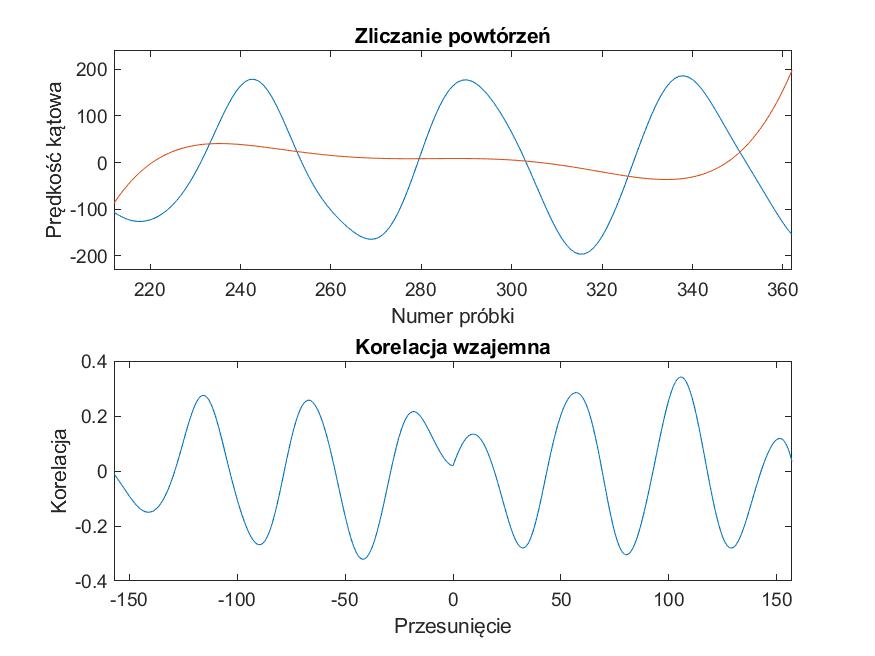 Zliczanie powtórzeń
Prędkość kątowa
200
100
0
-100
-200
220 240 260 280 300 320 340 360
Numer próbki
Korelacja wzajemna
Korelacja
0.4
0.2
0
-0.2
-0.4
-150 -100 -50 0 50 100 150
Przesunięcie